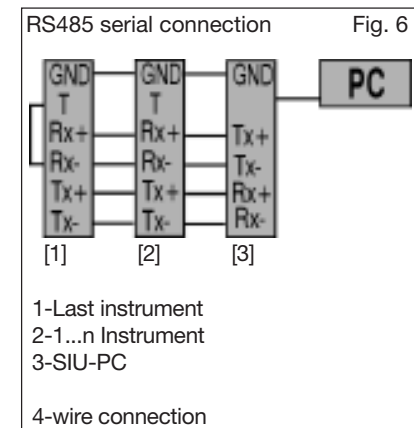 RS485 serial connection Fig. 6
GND GND GND PC
T T
Rx+ Rx+ Tx+
Rx- Rx- Tx-
Tx+ Tx+ Rx+
Tx- Tx- Rx-
[1] [2] [3]
1-Last instrument
2-1...n Instrument
3-SIU-PC
4-wire connection